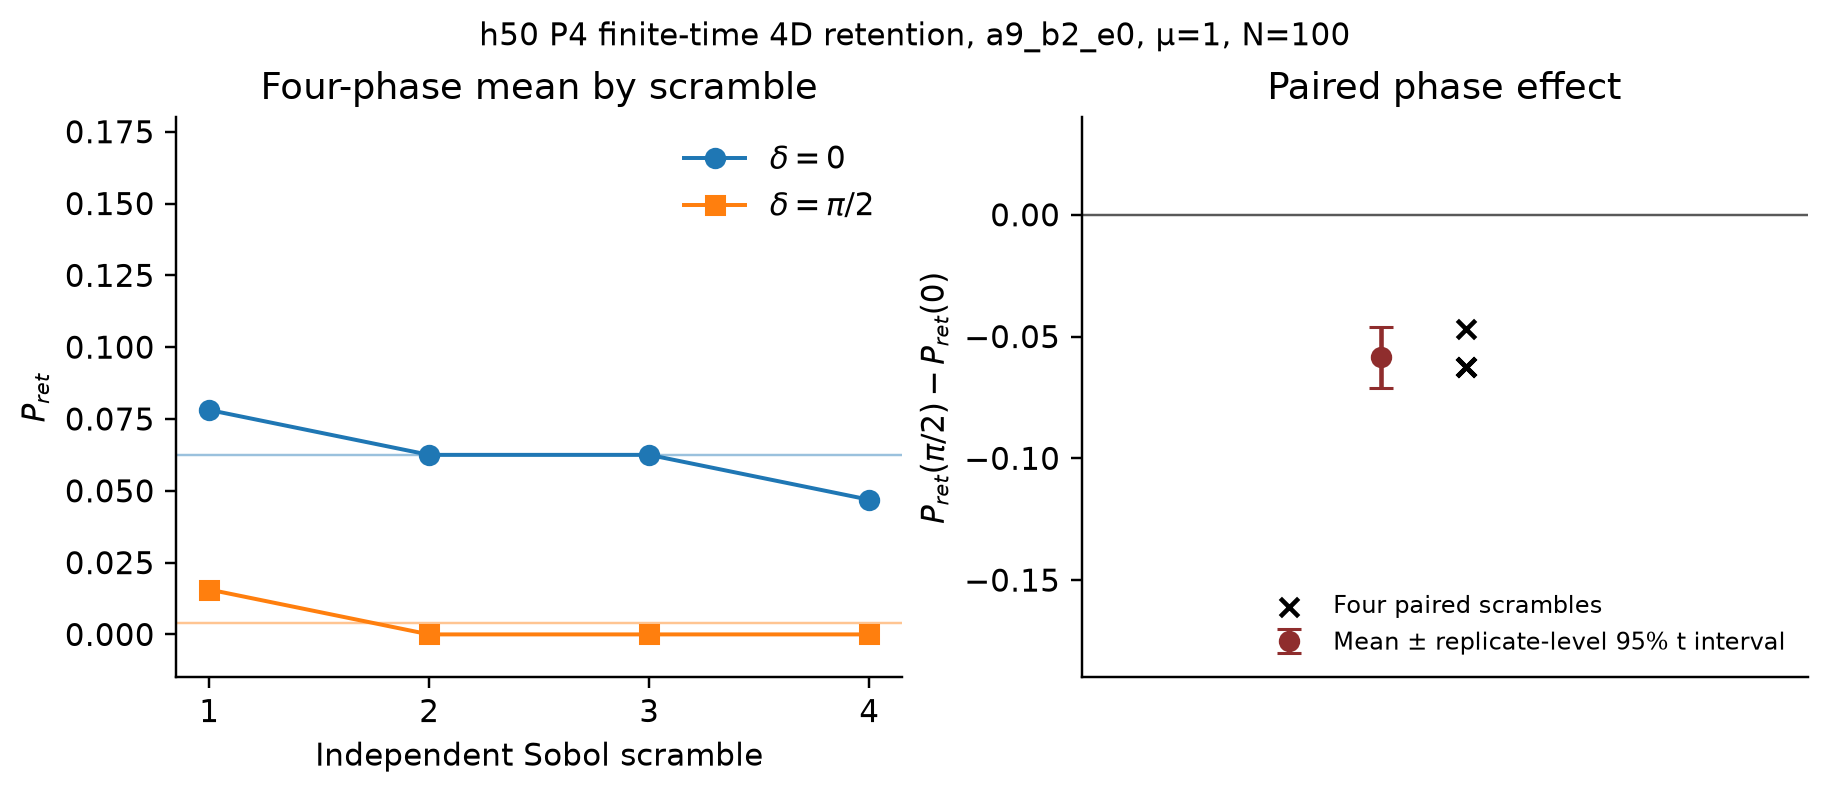 h50 P4 finite-time 4D retention, a9_b2_e0, μ=1, N=100
Four-phase mean by scramble
0.175
0.150
0.125
0.100
0.075
0.050
0.025
0.000
P_ret
δ = 0
δ = π/2
1 2 3 4
Independent Sobol scramble
Paired phase effect
0.00
−0.05
−0.10
−0.15
P_ret(π/2) − P_ret(0)
Four paired scrambles
Mean ± replicate-level 95% t interval